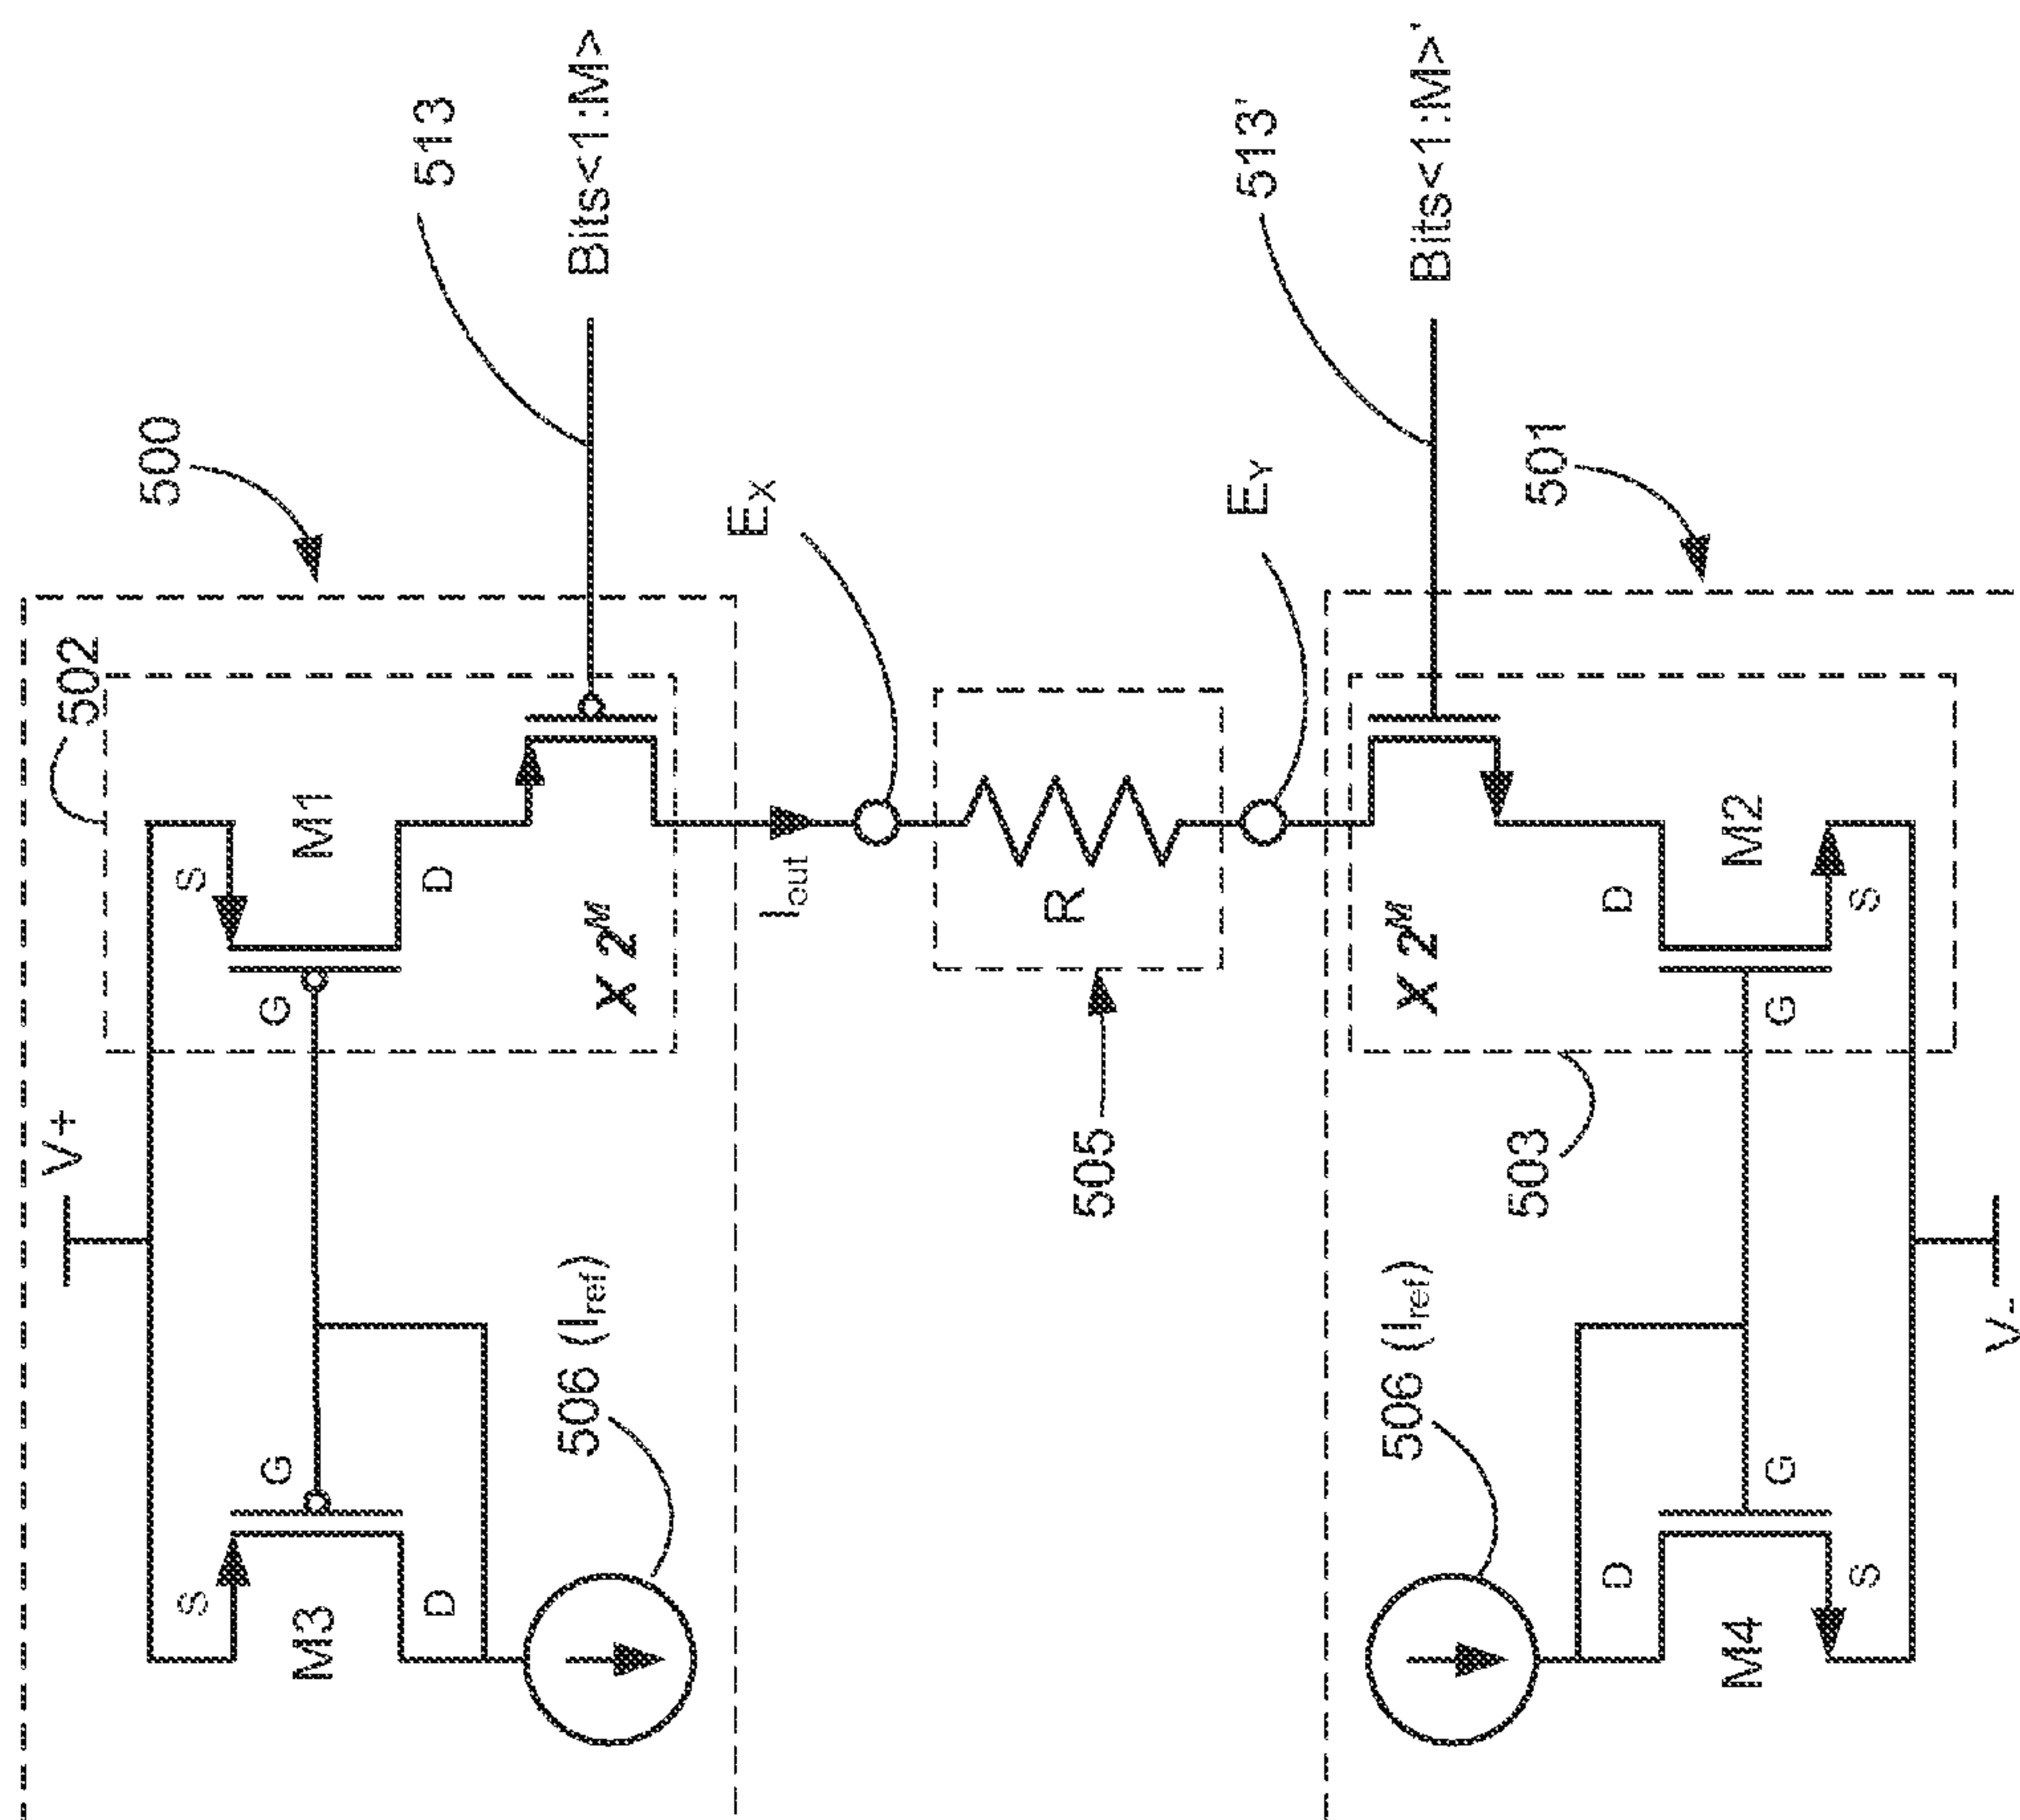 V+
502
500
S
M1
D
G
X 2ᴹ
513
Bits<1:M>
S
M3
D
G
506 (Iref)
Iout
EX
R
505
EY
513'
Bits<1:M>'
501
X 2ᴹ
D
M2
S
G
503
506 (Iref)
D
M4
S
G
V-